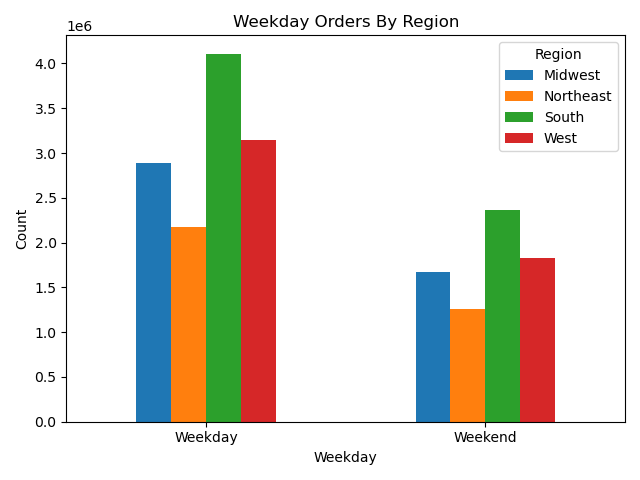 Weekday Orders By Region
1e6
4.0
3.5
3.0
2.5
2.0
1.5
1.0
0.5
0.0
Count
Region
Midwest
Northeast
South
West
Weekday
Weekend
Weekday